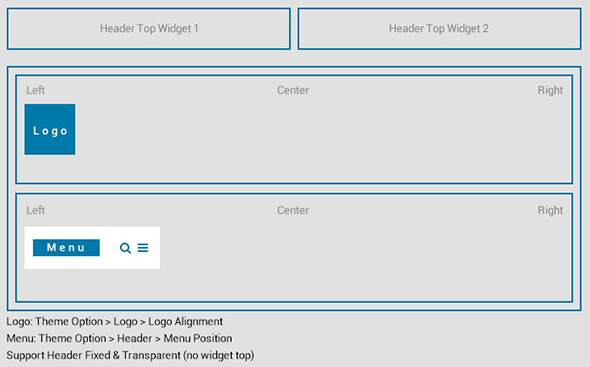 Header Top Widget 1 Header Top Widget 2
Left Center Right
Logo
Left Center Right
Menu
Logo: Theme Option > Logo > Logo Alignment
Menu: Theme Option > Header > Menu Position
Support Header Fixed & Transparent (no widget top)